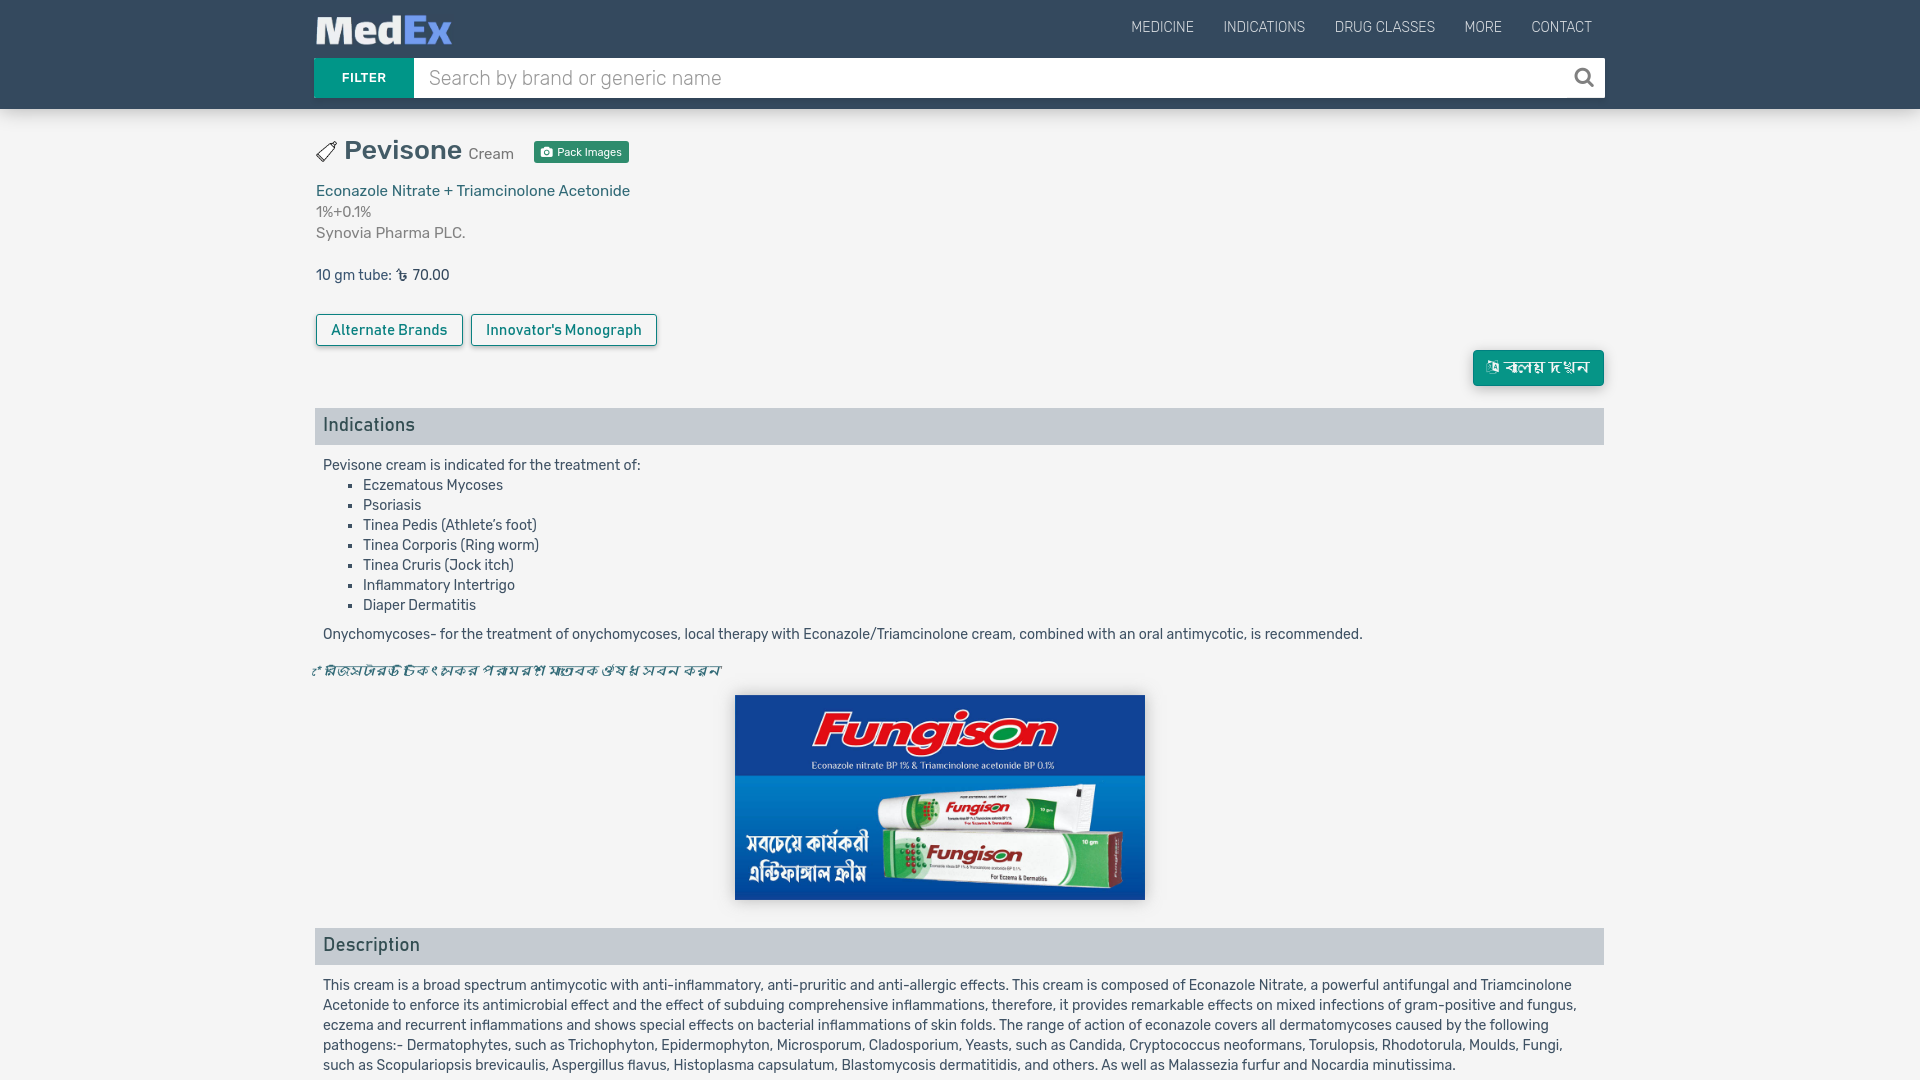 MedEx
MEDICINE INDICATIONS DRUG CLASSES MORE CONTACT
FILTER Search by brand or generic name
Pevisone Cream Pack Images
Econazole Nitrate + Triamcinolone Acetonide
1%+0.1%
Synovia Pharma PLC.
10 gm tube: ৳ 70.00
Alternate Brands Innovator's Monograph
Indications
Pevisone cream is indicated for the treatment of:
Eczematous Mycoses
Psoriasis
Tinea Pedis (Athlete’s foot)
Tinea Corporis (Ring worm)
Tinea Cruris (Jock itch)
Inflammatory Intertrigo
Diaper Dermatitis
Onychomycoses- for the treatment of onychomycoses, local therapy with Econazole/Triamcinolone cream, combined with an oral antimycotic, is recommended.
Fungison
Econazole nitrate BP 1% & Triamcinolone acetonide BP 0.1%
FOR EXTERNAL USE ONLY
Fungison
10 gm
For Eczema & Dermatitis
Fungison
10 gm
For Eczema & Dermatitis
সবচেয়ে কার্যকরী
এন্টিফাঙ্গাল ক্রীম
Description
This cream is a broad spectrum antimycotic with anti-inflammatory, anti-pruritic and anti-allergic effects. This cream is composed of Econazole Nitrate, a powerful antifungal and Triamcinolone
Acetonide to enforce its antimicrobial effect and the effect of subduing comprehensive inflammations, therefore, it provides remarkable effects on mixed infections of gram-positive and fungus,
eczema and recurrent inflammations and shows special effects on bacterial inflammations of skin folds. The range of action of econazole covers all dermatomycoses caused by the following
pathogens:- Dermatophytes, such as Trichophyton, Epidermophyton, Microsporum, Cladosporium, Yeasts, such as Candida, Cryptococcus neoformans, Torulopsis, Rhodotorula, Moulds, Fungi,
such as Scopulariopsis brevicaulis, Aspergillus flavus, Histoplasma capsulatum, Blastomycosis dermatitidis, and others. As well as Malassezia furfur and Nocardia minutissima.